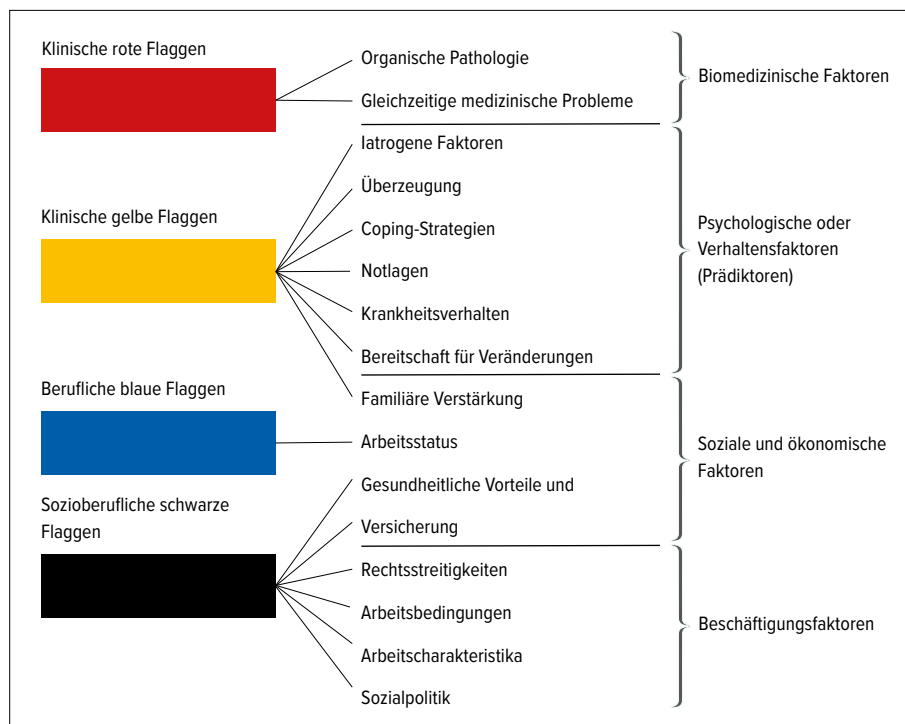 Klinische rote Flaggen
Organische Pathologie
Gleichzeitige medizinische Probleme
Biomedizinische Faktoren
Klinische gelbe Flaggen
Iatrogene Faktoren
Überzeugung
Coping-Strategien
Notlagen
Krankheitsverhalten
Bereitschaft für Veränderungen
Psychologische oder
Verhaltensfaktoren
(Prädiktoren)
Berufliche blaue Flaggen
Familiäre Verstärkung
Arbeitsstatus
Gesundheitliche Vorteile und
Versicherung
Soziale und ökonomische
Faktoren
Sozioberufliche schwarze
Flaggen
Rechtsstreitigkeiten
Arbeitsbedingungen
Arbeitscharakteristika
Sozialpolitik
Beschäftigungsfaktoren